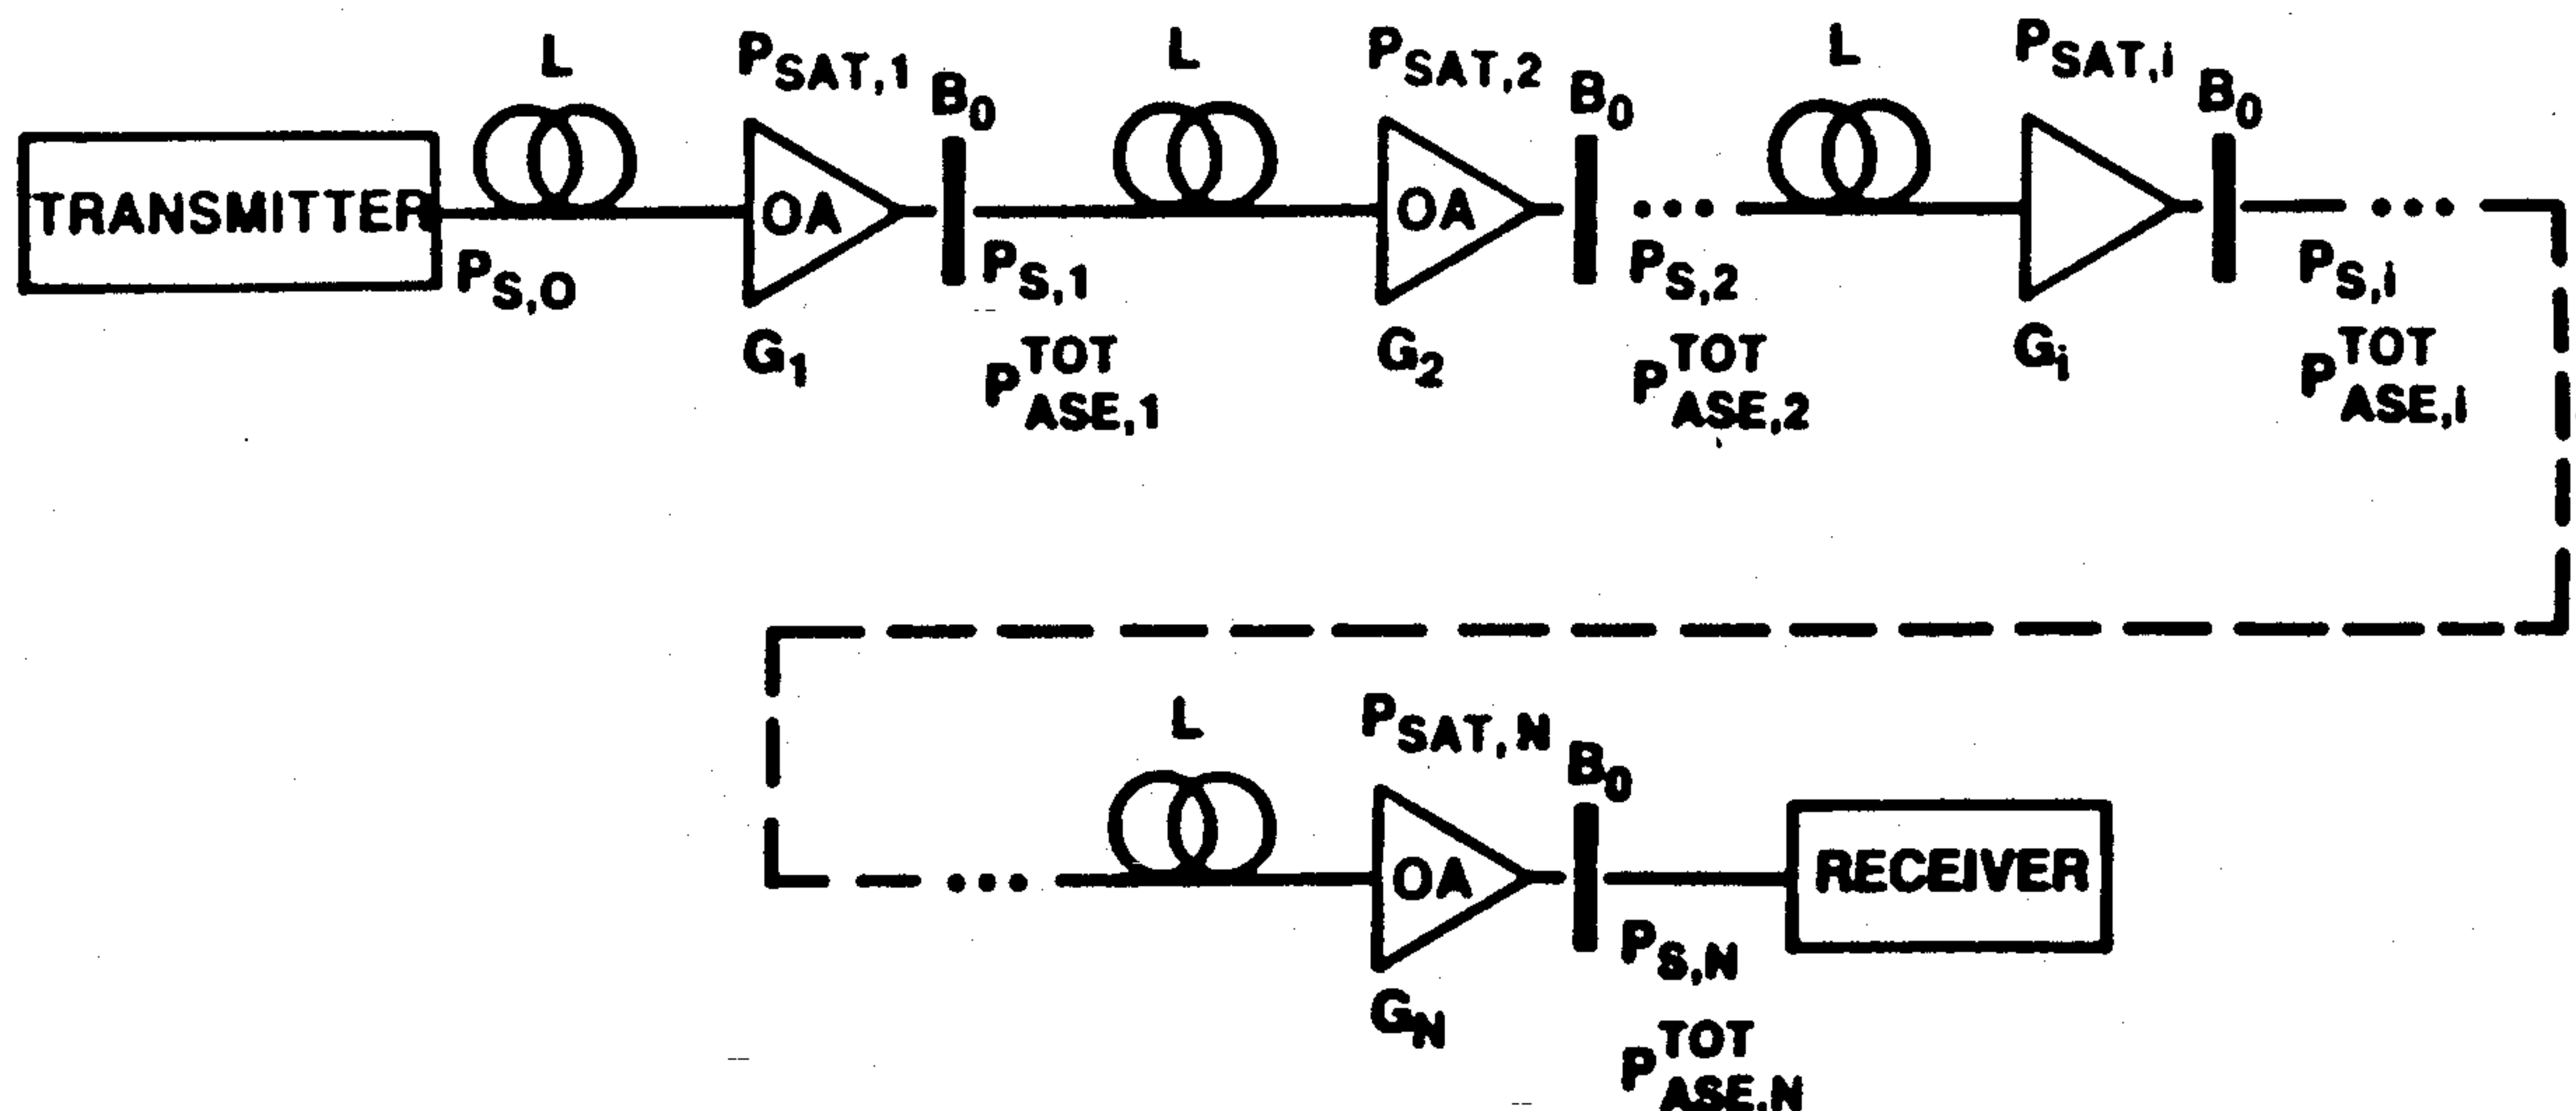 L P_SAT,1 B_0 L P_SAT,2 B_0 L P_SAT,i B_0
TRANSMITTER OA OA
P_S,O P_S,1 P_S,2 P_S,i
G_1 P^TOT_ASE,1 G_2 P^TOT_ASE,2 G_i P^TOT_ASE,i
L P_SAT,N B_0
OA RECEIVER
P_S,N
G_N
P^TOT_ASE,N